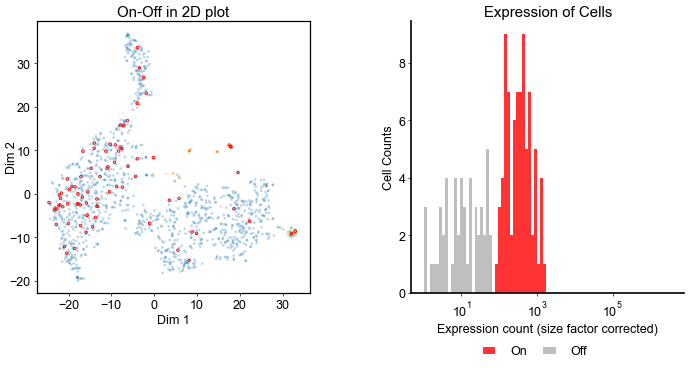 On-Off in 2D plot
Dim 2
30
20
10
0
−10
−20
−20 −10 0 10 20 30
Dim 1
Expression of Cells
Cell Counts
8
6
4
2
0
10^1 10^3 10^5
Expression count (size factor corrected)
On Off